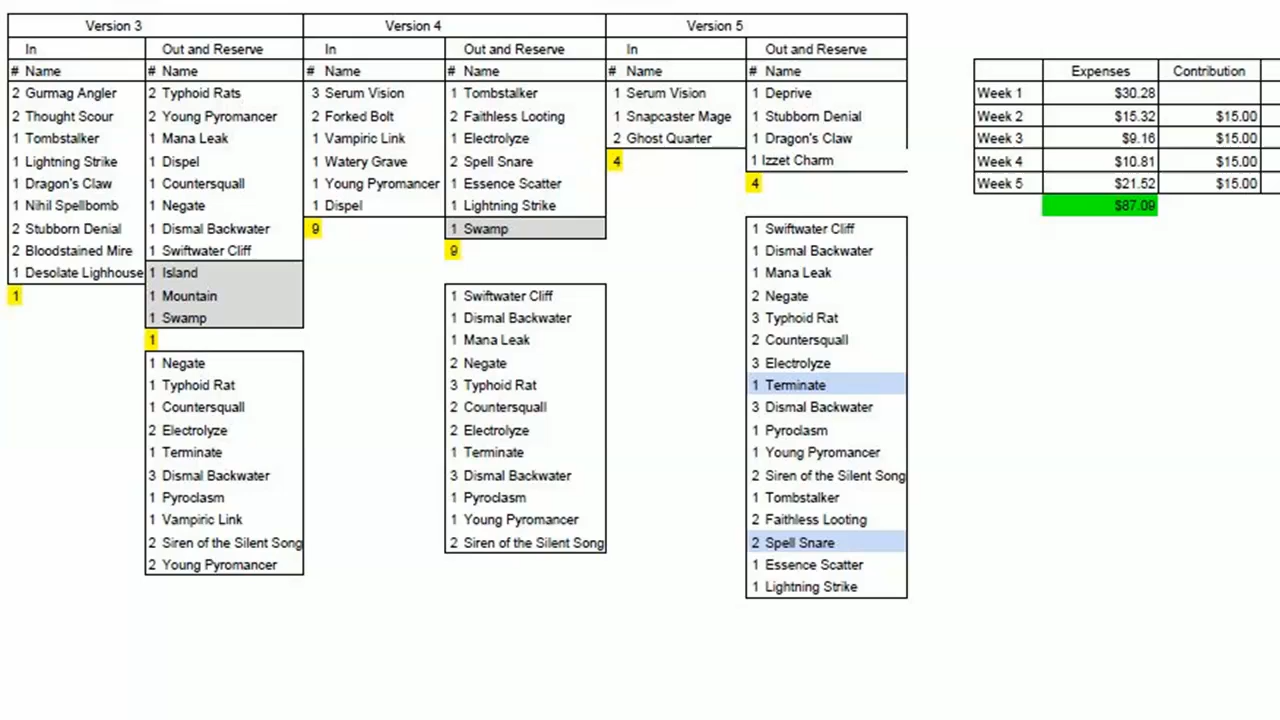 Version 3 Version 4 Version 5
In Out and Reserve In Out and Reserve In Out and Reserve
# Name # Name # Name # Name # Name # Name Expenses Contribution
2 Gurmag Angler 2 Typhoid Rats 3 Serum Vision 1 Tombstalker 1 Serum Vision 1 Deprive Week 1 $30.28
2 Thought Scour 2 Young Pyromancer 2 Forked Bolt 2 Faithless Looting 1 Snapcaster Mage 1 Stubborn Denial Week 2 $15.32 $15.00
1 Tombstalker 1 Mana Leak 1 Vampiric Link 1 Electrolyze 2 Ghost Quarter 1 Dragon's Claw Week 3 $9.16 $15.00
1 Lightning Strike 1 Dispel 1 Watery Grave 2 Spell Snare 4 1 Izzet Charm Week 4 $10.81 $15.00
1 Dragon's Claw 1 Countersquall 1 Young Pyromancer 1 Essence Scatter 4 Week 5 $21.52 $15.00
1 Nihil Spellbomb 1 Negate 1 Dispel 1 Lightning Strike $87.09
2 Stubborn Denial 1 Dismal Backwater 9 1 Swamp 1 Swiftwater Cliff
2 Bloodstained Mire 1 Swiftwater Cliff 9 1 Dismal Backwater
1 Desolate Lighhouse 1 Island 1 Mana Leak
1 1 Mountain 1 Swiftwater Cliff 2 Negate
1 Swamp 1 Dismal Backwater 3 Typhoid Rat
1 1 Mana Leak 2 Countersquall
1 Negate 2 Negate 3 Electrolyze
1 Typhoid Rat 3 Typhoid Rat 1 Terminate
1 Countersquall 2 Countersquall 3 Dismal Backwater
2 Electrolyze 2 Electrolyze 1 Pyroclasm
1 Terminate 1 Terminate 1 Young Pyromancer
3 Dismal Backwater 3 Dismal Backwater 2 Siren of the Silent Song
1 Pyroclasm 1 Pyroclasm 1 Tombstalker
1 Vampiric Link 1 Young Pyromancer 2 Faithless Looting
2 Siren of the Silent Song 2 Siren of the Silent Song 2 Spell Snare
2 Young Pyromancer 1 Essence Scatter
1 Lightning Strike